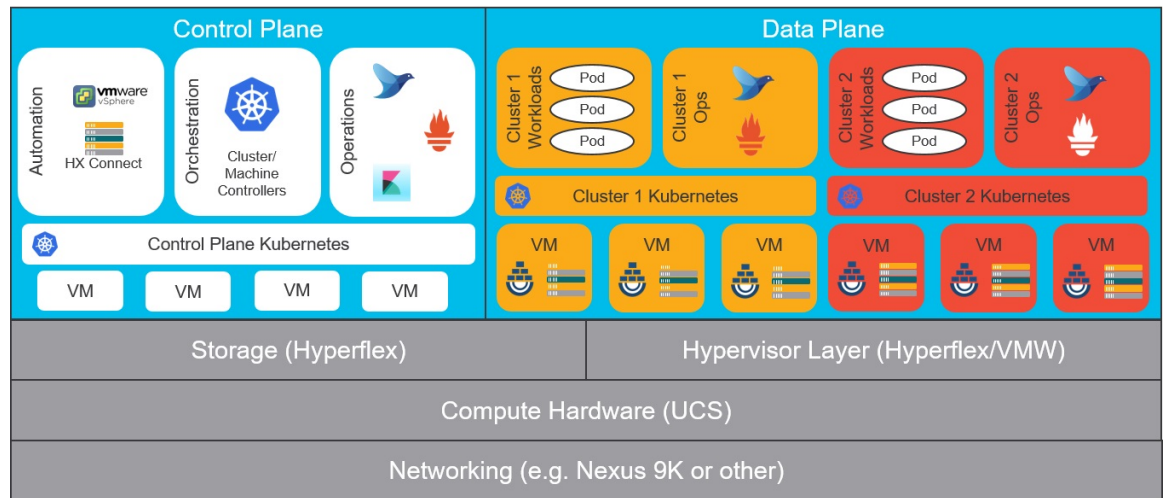 Control Plane
Data Plane
Automation
vmware
vSphere
HX Connect
Orchestration
Cluster/
Machine
Controllers
Operations
Cluster 1
Workloads
Pod
Pod
Pod
Cluster 1
Ops
Cluster 2
Workloads
Pod
Pod
Pod
Cluster 2
Ops
Control Plane Kubernetes
Cluster 1 Kubernetes
Cluster 2 Kubernetes
VM
VM
VM
VM
VM
VM
VM
VM
VM
VM
Storage (Hyperflex)
Hypervisor Layer (Hyperflex/VMW)
Compute Hardware (UCS)
Networking (e.g. Nexus 9K or other)